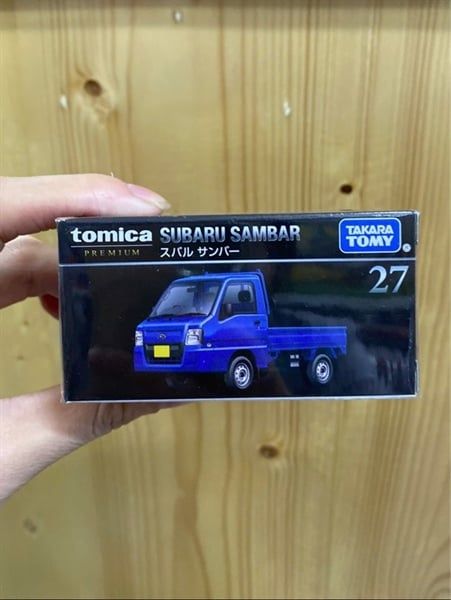 tomica SUBARU SAMBAR
PREMIUM スバル サンバー
TAKARA
TOMY
27